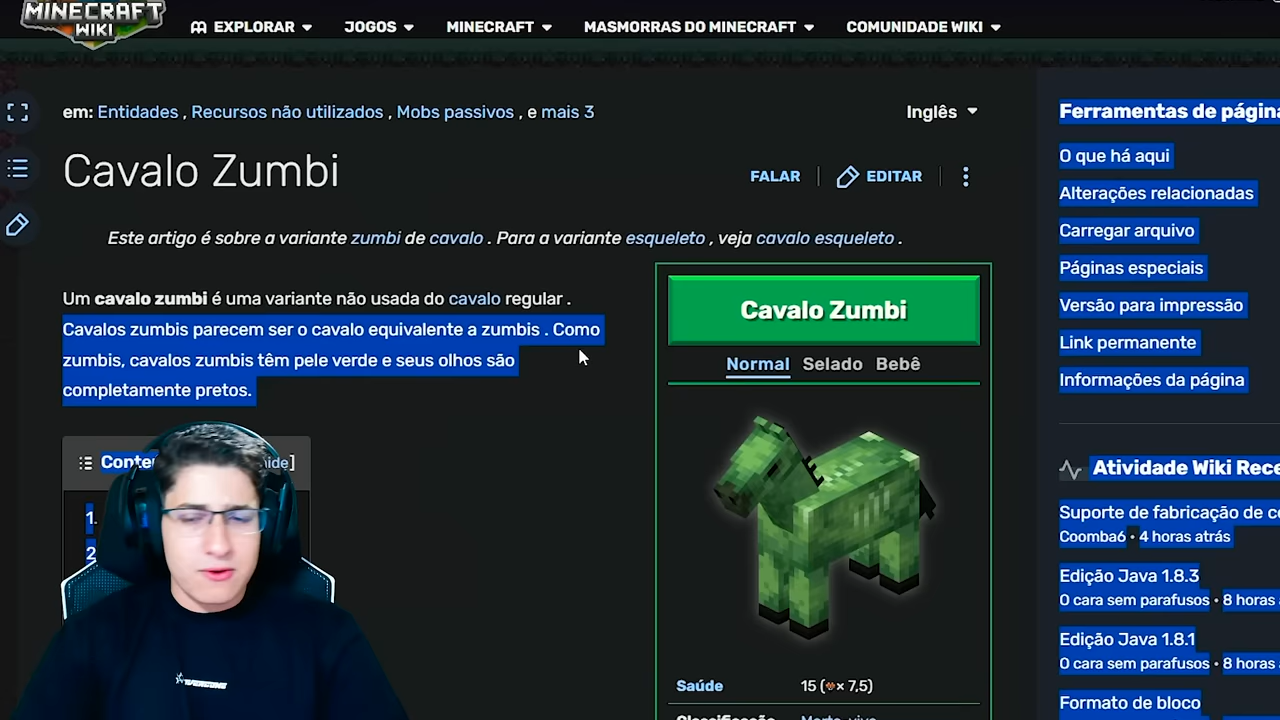 MINECRAFT
WIKI
EXPLORAR
JOGOS
MINECRAFT
MASMORRAS DO MINECRAFT
COMUNIDADE WIKI
em: Entidades , Recursos não utilizados , Mobs passivos , e mais 3
Inglês
Cavalo Zumbi
FALAR
EDITAR
Este artigo é sobre a variante zumbi de cavalo . Para a variante esqueleto , veja cavalo esqueleto .
Um cavalo zumbi é uma variante não usada do cavalo regular .
Cavalos zumbis parecem ser o cavalo equivalente a zumbis . Como
zumbis, cavalos zumbis têm pele verde e seus olhos são
completamente pretos.
1.
2
Cavalo Zumbi
Normal Selado Bebê
Saúde 15 ( × 7,5)
Ferramentas de página
O que há aqui
Alterações relacionadas
Carregar arquivo
Páginas especiais
Versão para impressão
Link permanente
Informações da página
Atividade Wiki Rece
Suporte de fabricação de co
Coomba6 • 4 horas atrás
Edição Java 1.8.3
O cara sem parafusos • 8 horas
Edição Java 1.8.1
O cara sem parafusos • 8 horas
Formato de bloco